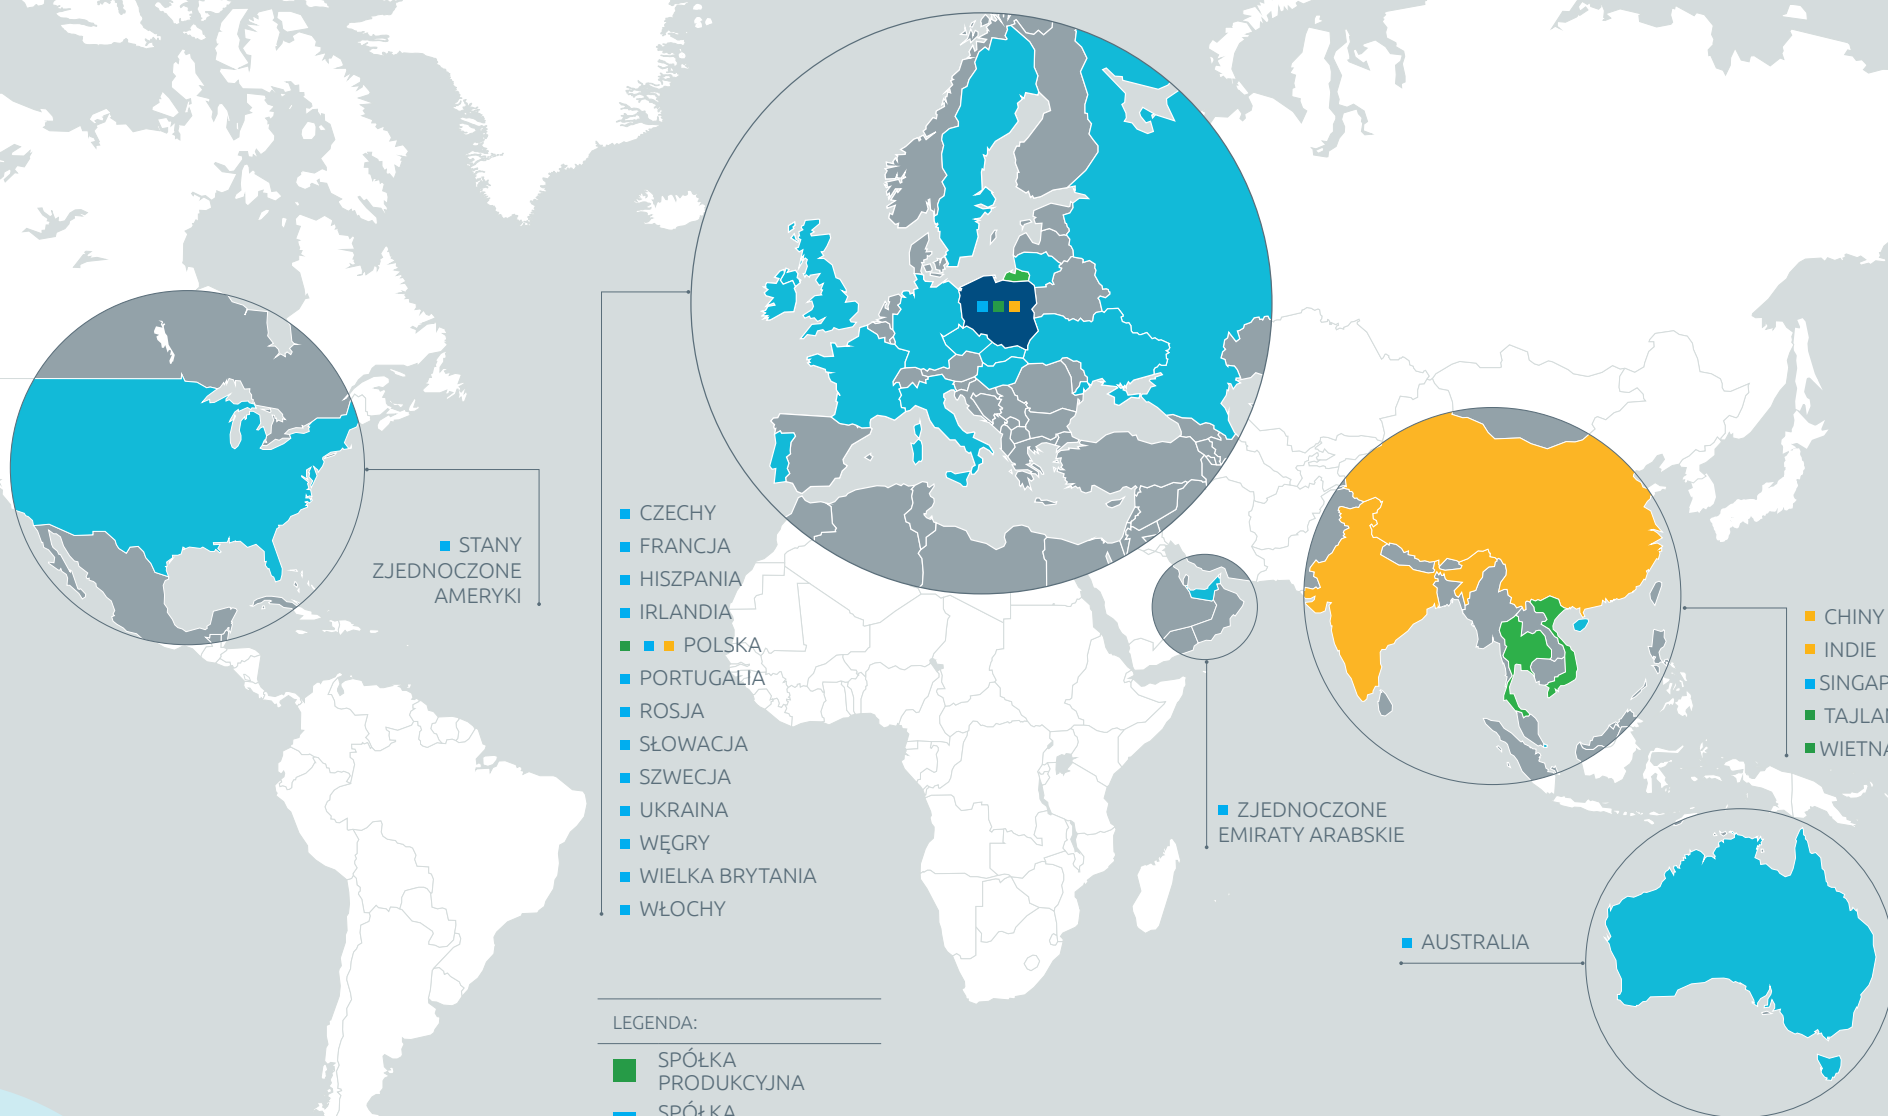 STANY
ZJEDNOCZONE
AMERYKI
CZECHY
FRANCJA
HISZPANIA
IRLANDIA
POLSKA
PORTUGALIA
ROSJA
SŁOWACJA
SZWECJA
UKRAINA
WĘGRY
WIELKA BRYTANIA
WŁOCHY
ZJEDNOCZONE
EMIRATY ARABSKIE
CHINY
INDIE
AUSTRALIA
LEGENDA:
SPÓŁKA
PRODUKCYJNA
SPÓŁKA